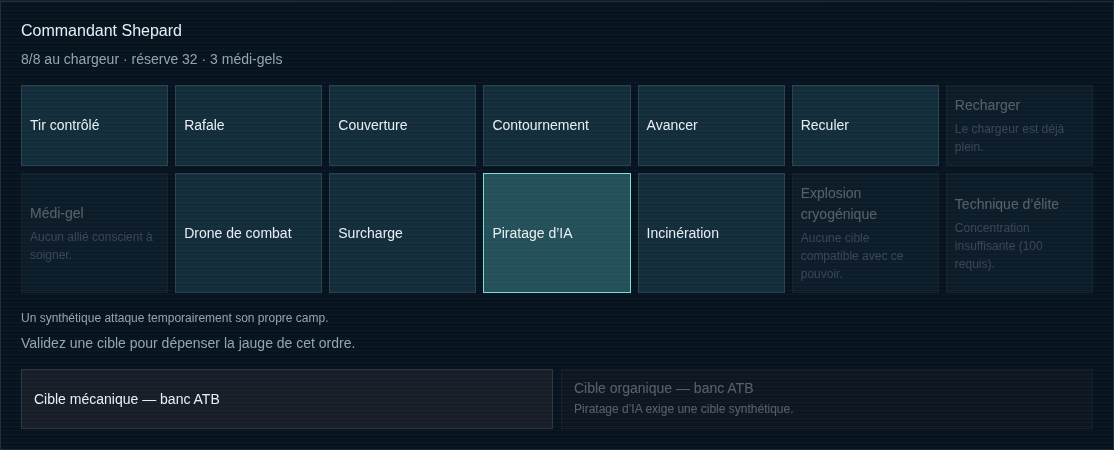 Commandant Shepard
8/8 au chargeur · réserve 32 · 3 médi-gels
Tir contrôlé
Rafale
Couverture
Contournement
Avancer
Reculer
Recharger
Le chargeur est déjà
plein.
Médi-gel
Aucun allié conscient à
soigner.
Drone de combat
Surcharge
Piratage d'IA
Incinération
Explosion
cryogénique
Aucune cible
compatible avec ce
pouvoir.
Technique d'élite
Concentration
insuffisante (100
requis).
Un synthétique attaque temporairement son propre camp.
Validez une cible pour dépenser la jauge de cet ordre.
Cible mécanique — banc ATB
Cible organique — banc ATB
Piratage d'IA exige une cible synthétique.